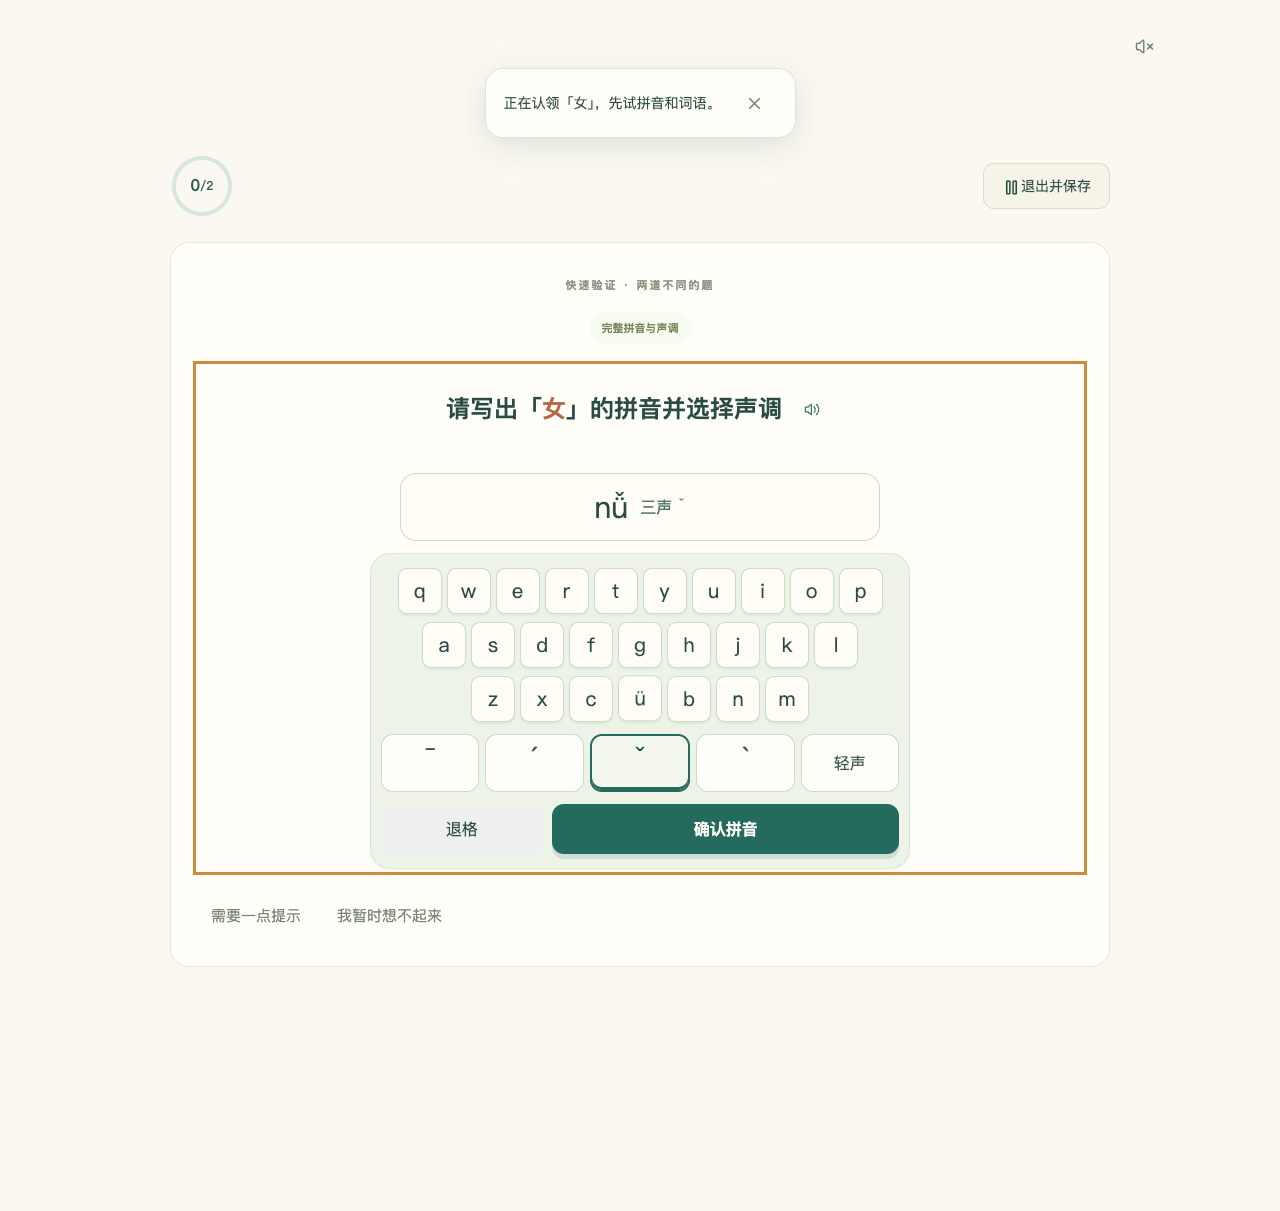 正在认领「女」，先试拼音和词语。
0/2
退出并保存
快速验证 · 两道不同的题
完整拼音与声调
请写出「女」的拼音并选择声调
nǚ 三声 ˇ
q w e r t y u i o p
a s d f g h j k l
z x c ü b n m
ˉ ˊ ˇ ˋ 轻声
退格 确认拼音
需要一点提示 我暂时想不起来